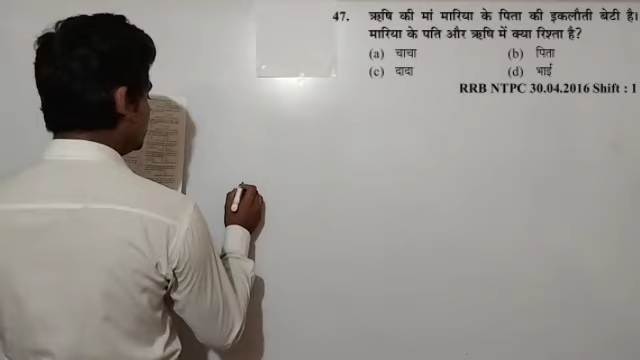 47. ऋषि की मां मारिया के पिता की इकलौती बेटी है।
मारिया के पति और ऋषि में क्या रिश्ता है?
(a) चाचा (b) पिता
(c) दादा (d) भाई
RRB NTPC 30.04.2016 Shift : 1